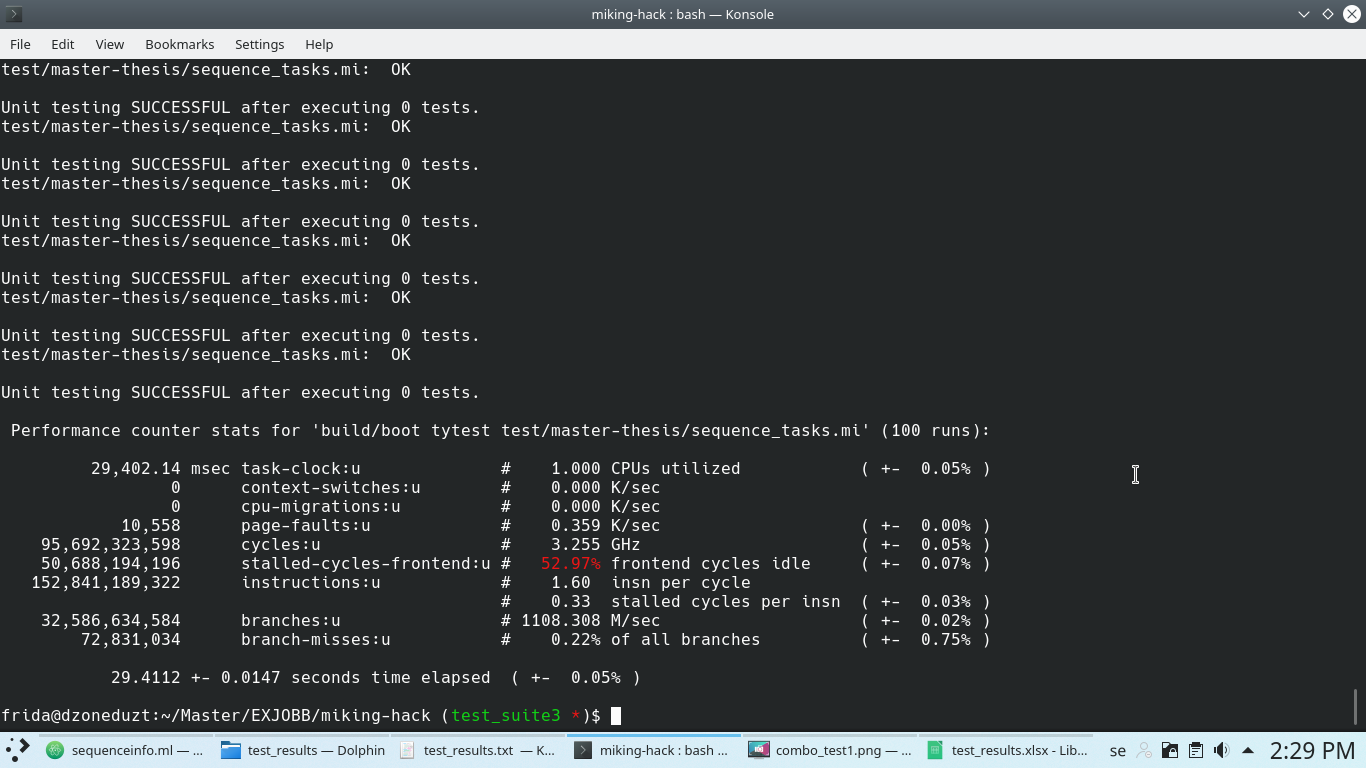 miking-hack : bash — Konsole
File Edit View Bookmarks Settings Help
test/master-thesis/sequence_tasks.mi:  OK
Unit testing SUCCESSFUL after executing 0 tests.
test/master-thesis/sequence_tasks.mi:  OK
Unit testing SUCCESSFUL after executing 0 tests.
test/master-thesis/sequence_tasks.mi:  OK
Unit testing SUCCESSFUL after executing 0 tests.
test/master-thesis/sequence_tasks.mi:  OK
Unit testing SUCCESSFUL after executing 0 tests.
test/master-thesis/sequence_tasks.mi:  OK
Unit testing SUCCESSFUL after executing 0 tests.
test/master-thesis/sequence_tasks.mi:  OK
Unit testing SUCCESSFUL after executing 0 tests.
Performance counter stats for 'build/boot tytest test/master-thesis/sequence_tasks.mi' (100 runs):
29,402.14 msec task-clock:u # 1.000 CPUs utilized ( +- 0.05% )
0 context-switches:u # 0.000 K/sec
0 cpu-migrations:u # 0.000 K/sec
10,558 page-faults:u # 0.359 K/sec ( +- 0.00% )
95,692,323,598 cycles:u # 3.255 GHz ( +- 0.05% )
50,688,194,196 stalled-cycles-frontend:u # 52.97% frontend cycles idle ( +- 0.07% )
152,841,189,322 instructions:u # 1.60 insn per cycle
# 0.33 stalled cycles per insn ( +- 0.03% )
32,586,634,584 branches:u # 1108.308 M/sec ( +- 0.02% )
72,831,034 branch-misses:u # 0.22% of all branches ( +- 0.75% )
29.4112 +- 0.0147 seconds time elapsed ( +- 0.05% )
frida@dzoneduzt:~/Master/EXJOBB/miking-hack (test_suite3 *)$
sequenceinfo.ml — ... test_results — Dolphin test_results.txt — K... miking-hack : bash ... combo_test1.png — ... test_results.xlsx - Lib... se 2:29 PM